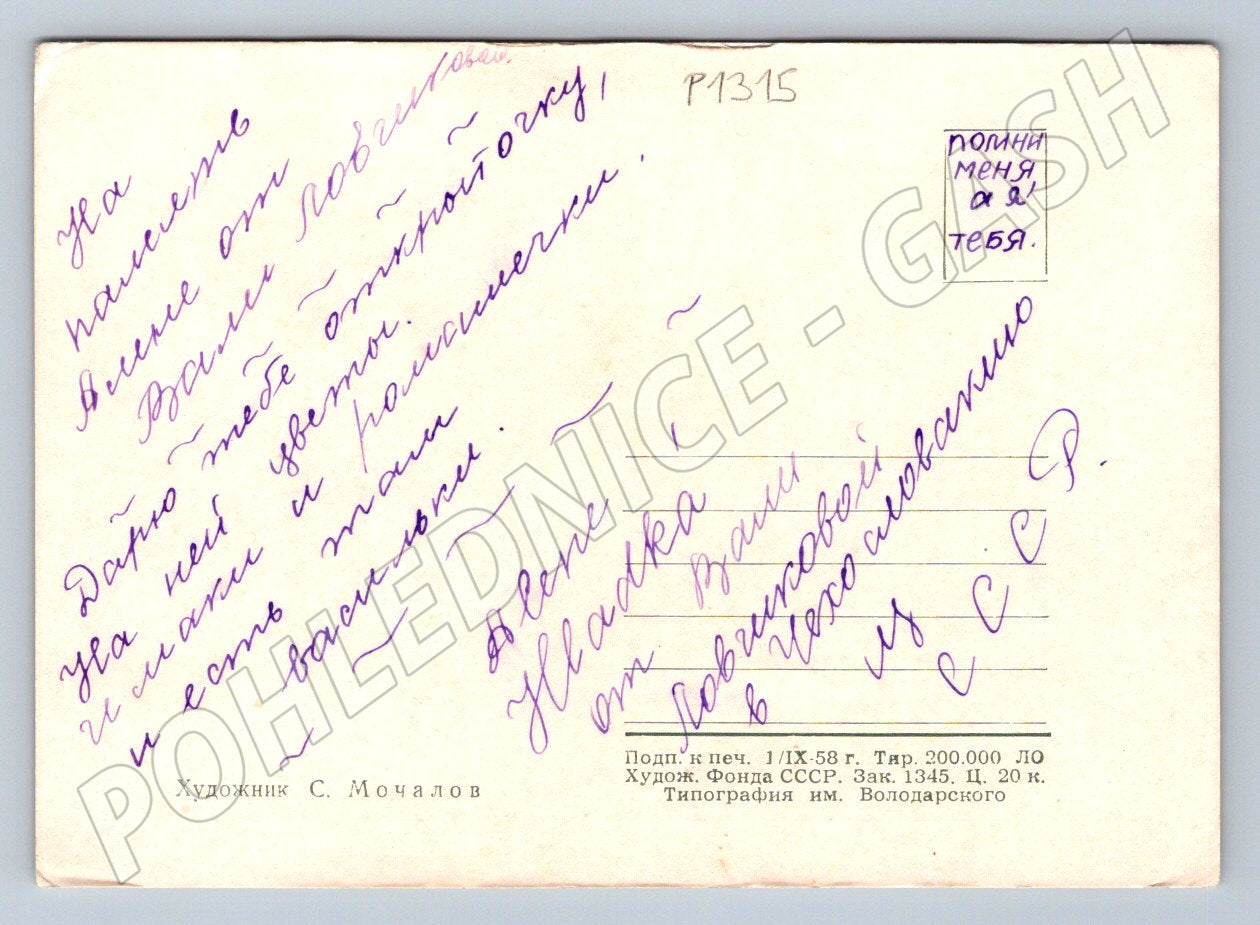 P1315
На
память
Алене от
Вали Ловчиковой.
Дарю тебе открыточку,
На ней цветы.
И маки и ромашечки.
и есть там
васильки.
помни
меня
а я
тебя.
Алене
Hladka
от Вали
Ловчиковой
в Чехословакию
СССР.
Художник С. Мочалов
Подп. к печ. 1/IX-58 г. Тир. 200.000 ЛО
Худож. Фонда СССР. Зак. 1345. Ц. 20 к.
Типография им. Володарского
POHLEDNICE - GASH